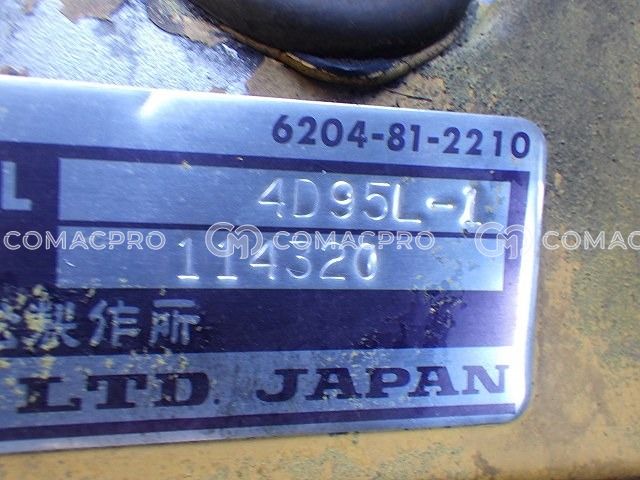 6204-81-2210
L 4D95L-1
COMACPRO COMACPRO COMACPRO
114320
製作所
LTD. JAPAN